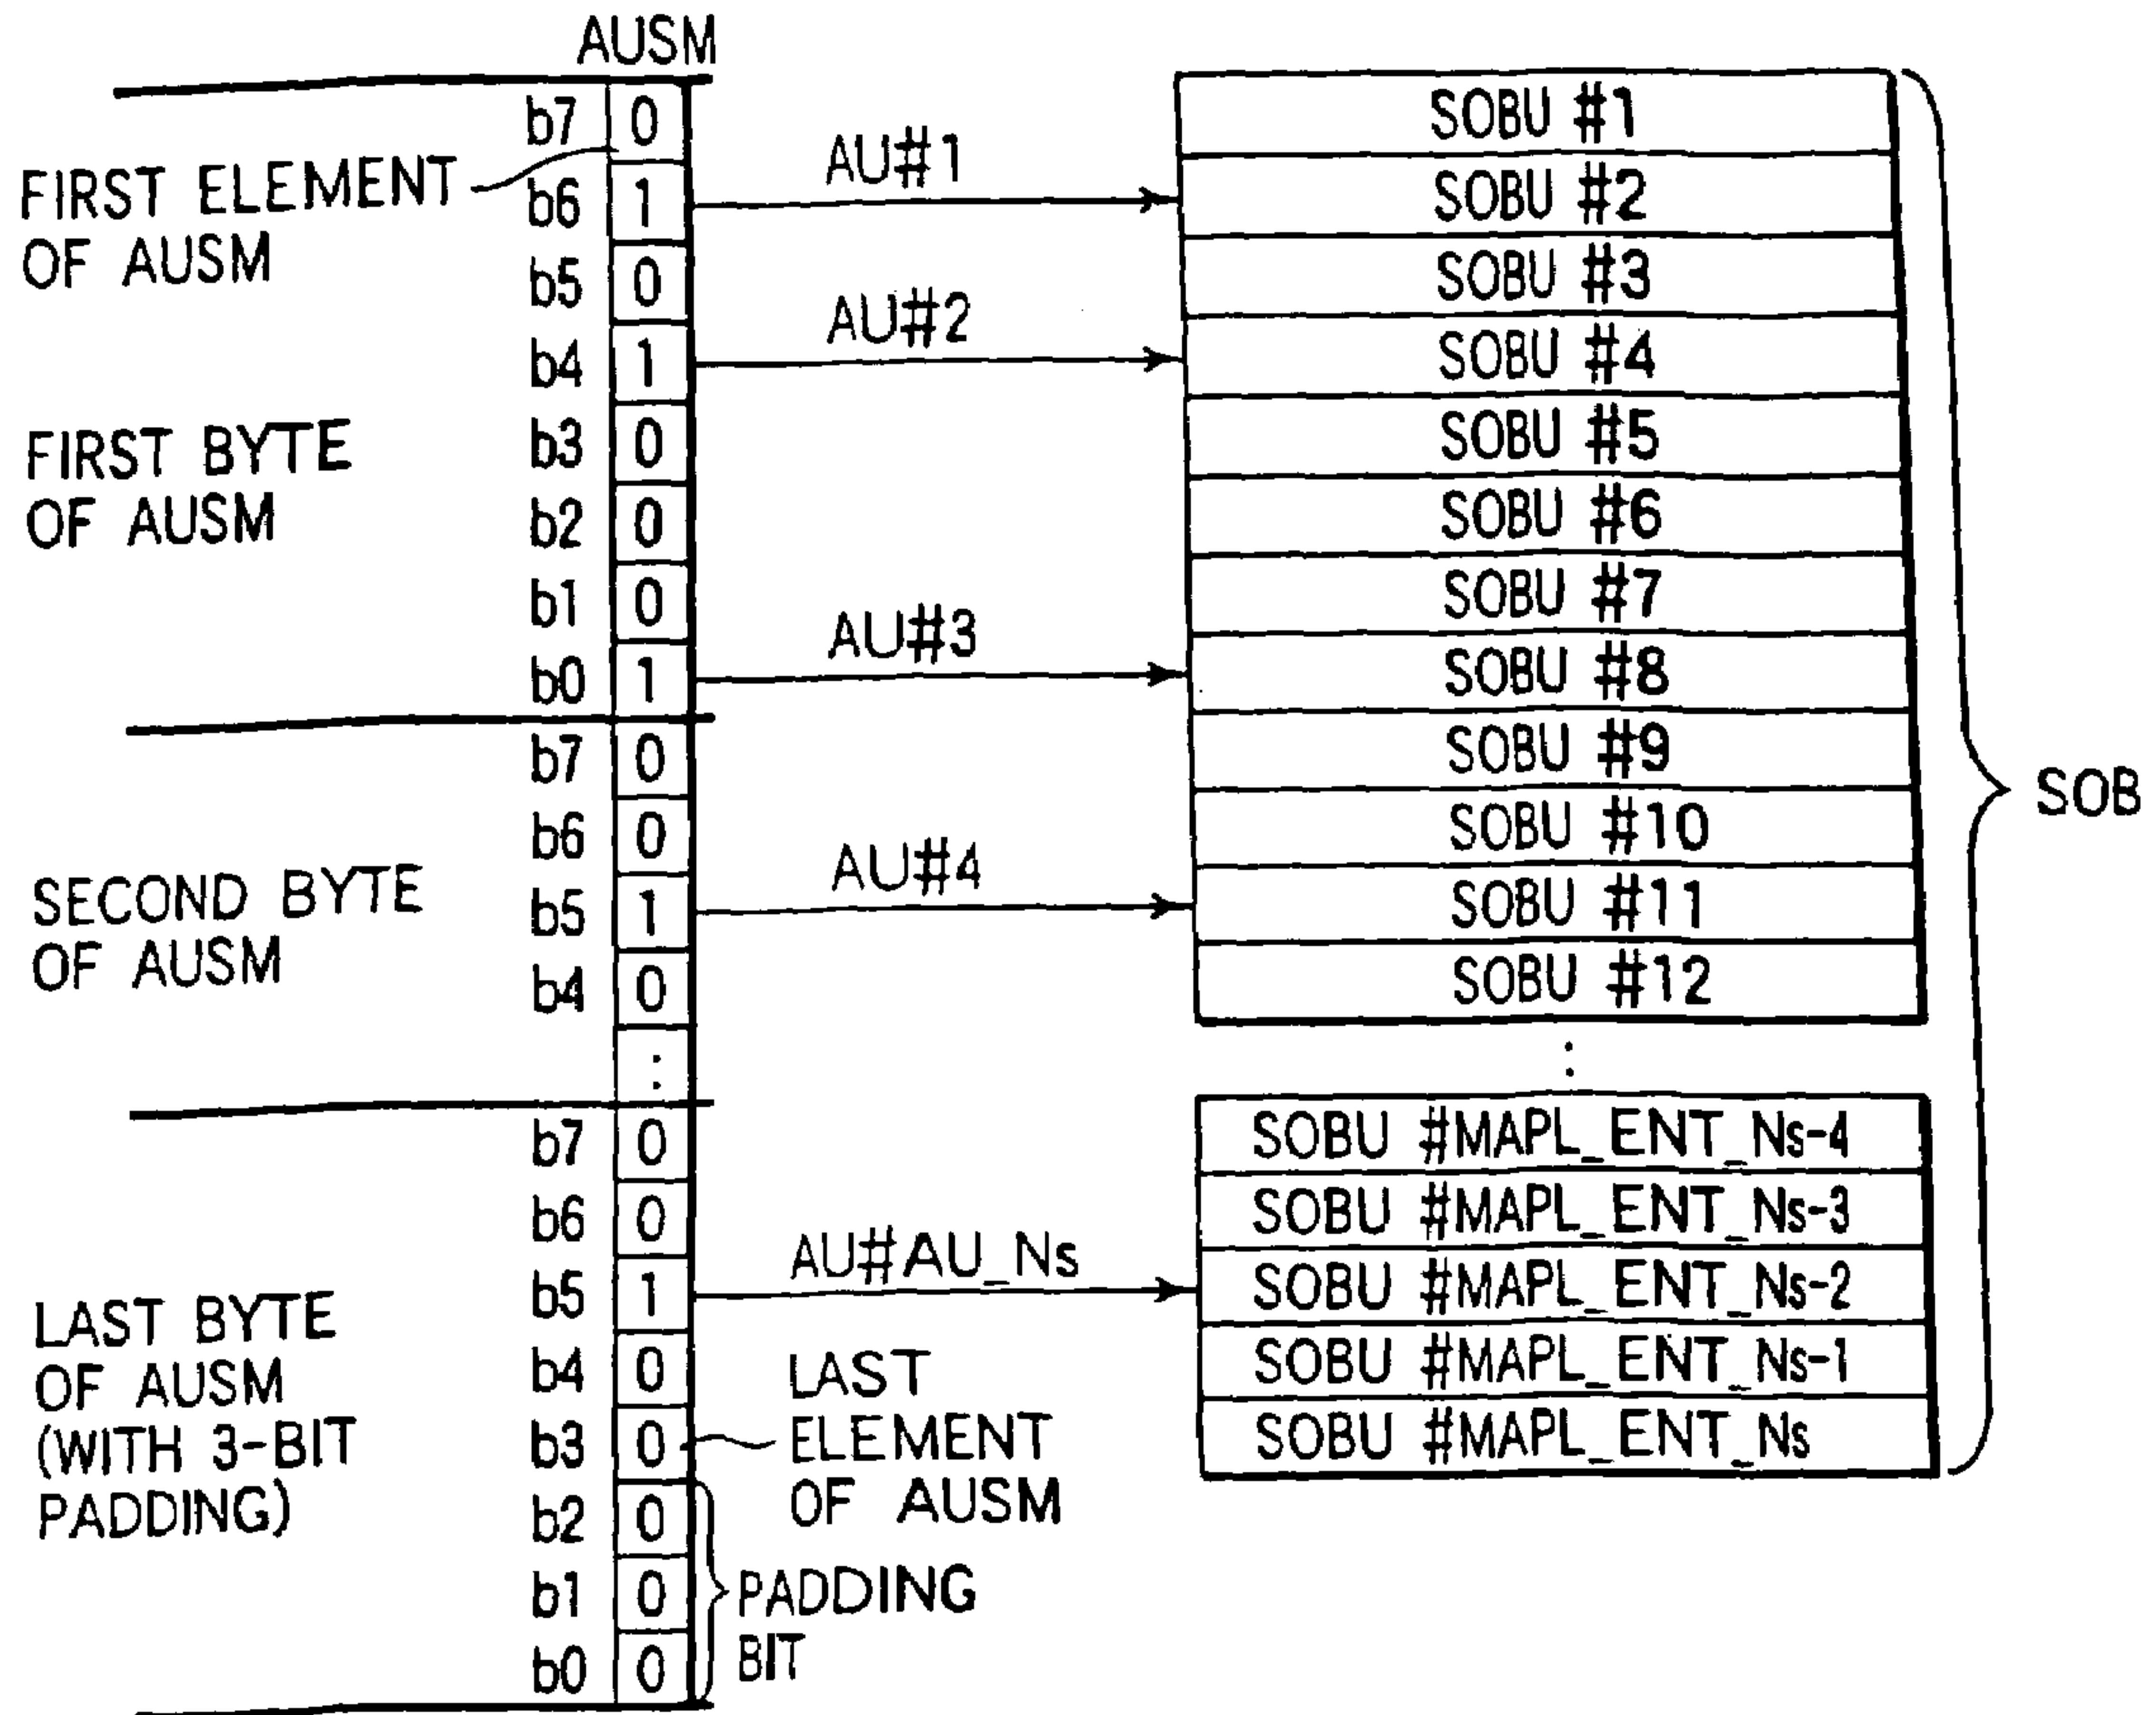 AUSM
b7 0
FIRST ELEMENT
OF AUSM
b6 1
b5 0
b4 1
b3 0
FIRST BYTE
OF AUSM
b2 0
b1 0
b0 1
b7 0
b6 0
SECOND BYTE
OF AUSM
b5 1
b4 0
:
b7 0
b6 0
b5 1
LAST BYTE
OF AUSM
(WITH 3-BIT
PADDING)
b4 0
b3 0
b2 0
b1 0
b0 0
AU#1
AU#2
AU#3
AU#4
AU#AU_Ns
LAST
ELEMENT
OF AUSM
PADDING
BIT
SOBU #1
SOBU #2
SOBU #3
SOBU #4
SOBU #5
SOBU #6
SOBU #7
SOBU #8
SOBU #9
SOBU #10
SOBU #11
SOBU #12
:
SOBU #MAPL_ENT_Ns-4
SOBU #MAPL_ENT_Ns-3
SOBU #MAPL_ENT_Ns-2
SOBU #MAPL_ENT_Ns-1
SOBU #MAPL_ENT_Ns
SOB